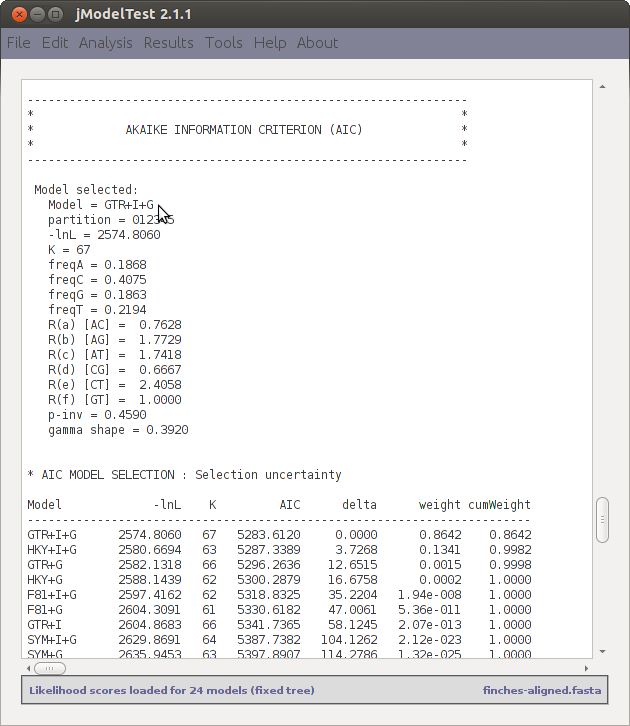 jModelTest 2.1.1
File Edit Analysis Results Tools Help About
--------------------------------------------------------------
* *
* AKAIKE INFORMATION CRITERION (AIC) *
* *
--------------------------------------------------------------
Model selected:
Model = GTR+I+G
partition =
-lnL = 2574.8060
K = 67
freqA = 0.1868
freqC = 0.4075
freqG = 0.1863
freqT = 0.2194
R(a) [AC] = 0.7628
R(b) [AG] = 1.7729
R(c) [AT] = 1.7418
R(d) [CG] = 0.6667
R(e) [CT] = 2.4058
R(f) [GT] = 1.0000
p-inv = 0.4590
gamma shape = 0.3920
* AIC MODEL SELECTION : Selection uncertainty
Model -lnL K AIC delta weight cumWeight
------------------------------------------------------------------------
GTR+I+G 2574.8060 67 5283.6120 0.0000 0.8642 0.8642
HKY+I+G 2580.6694 63 5287.3389 3.7268 0.1341 0.9982
GTR+G 2582.1318 66 5296.2636 12.6515 0.0015 0.9998
HKY+G 2588.1439 62 5300.2879 16.6758 0.0002 1.0000
F81+I+G 2597.4162 62 5318.8325 35.2204 1.94e-008 1.0000
F81+G 2604.3091 61 5330.6182 47.0061 5.36e-011 1.0000
GTR+I 2604.8683 66 5341.7365 58.1245 2.07e-013 1.0000
SYM+I+G 2629.8691 64 5387.7382 104.1262 2.12e-023 1.0000
SYM+G 2635.9453 63 5397.8907 114.2786 1.32e-025 1.0000
Likelihood scores loaded for 24 models (fixed tree) finches-aligned.fasta